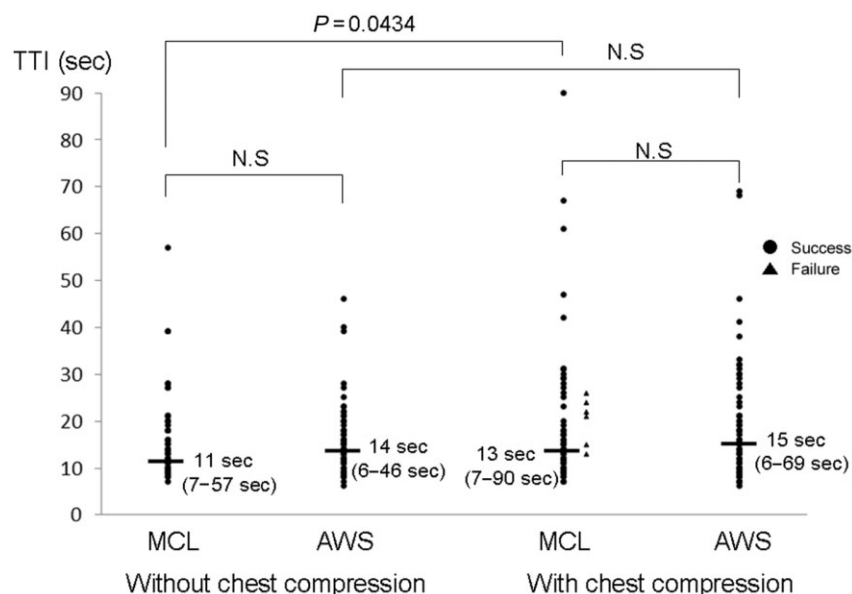 P = 0.0434
TTI (sec)
N.S
90
80
N.S
N.S
70
60
Success
Failure
50
40
30
20
11 sec
(7–57 sec)
14 sec
(6–46 sec)
13 sec
(7–90 sec)
15 sec
(6–69 sec)
10
0
MCL
AWS
MCL
AWS
Without chest compression
With chest compression